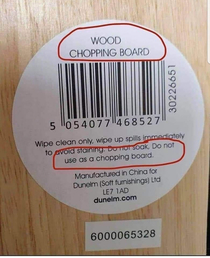 WOOD
CHOPPING BOARD
30226651
5 054077 468527
Wipe clean only, wipe up spills immediately
to avoid staining. Do not soak. Do not
use as a chopping board.
Manufactured in China for
Dunelm (Soft furnishings) Ltd
LE7 1AD
dunelm.com
6000065328